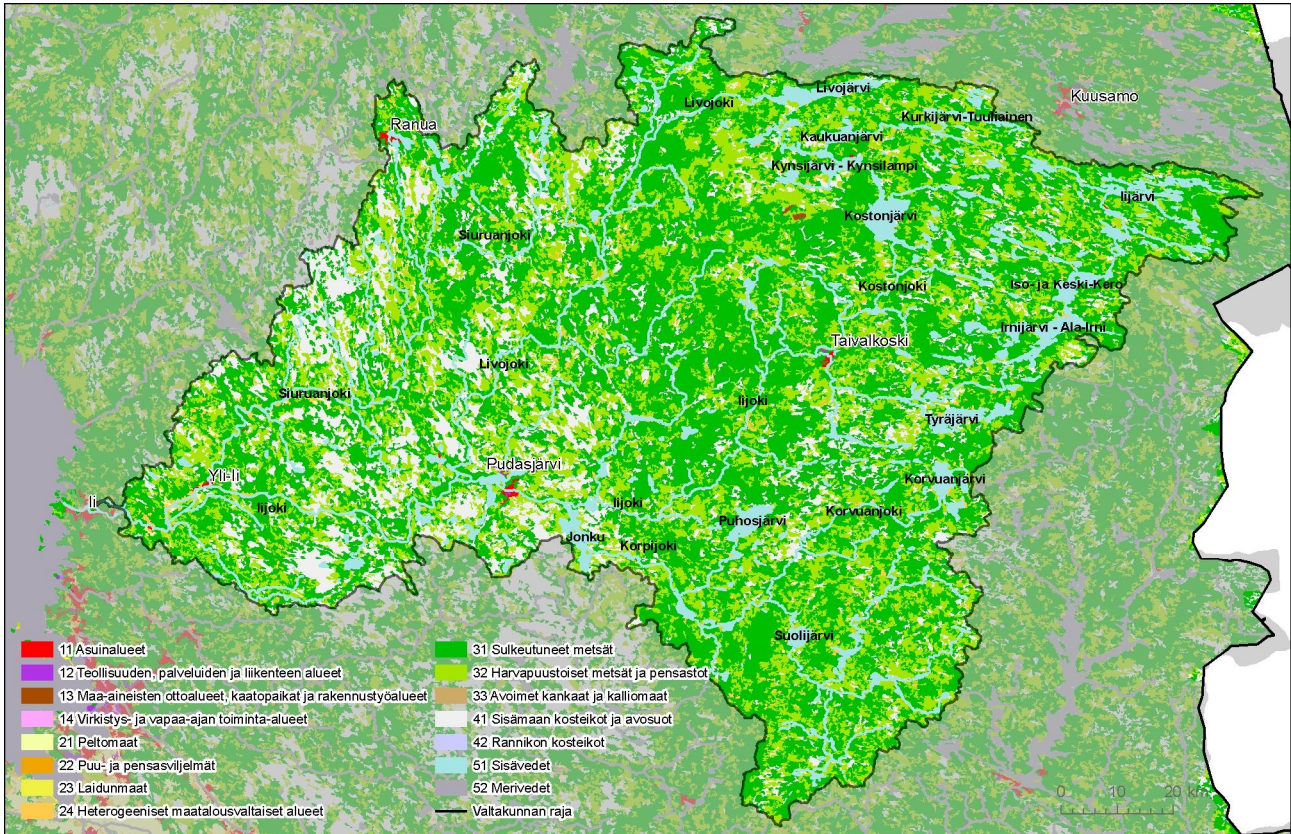 Livojärvi
Kuusamo
Livojoki
Kurkijärvi-Tuuliainen
Ranua
Kaukuanjärvi
Kynsijärvi - Kynsilampi
Iijärvi
Kostonjärvi
Siuruanjoki
Kostonjoki
Iso- ja Keski-Kero
Irnijärvi - Ala-Irni
Taivalkoski
Livojoki
Siuruanjoki
Iijoki
Tyräjärvi
Pudasjärvi
Yli-Ii
Korvuanjärvi
Ii
Iijoki
Iijoki
Puhosjärvi
Korvuanjoki
Jonku
Korpijoki
Suolijärvi
11 Asuinalueet
12 Teollisuuden, palveluiden ja liikenteen alueet
13 Maa-aineisten ottoalueet, kaatopaikat ja rakennustyöalueet
14 Virkistys- ja vapaa-ajan toiminta-alueet
21 Peltomaat
22 Puu- ja pensasviljelmät
23 Laidunmaat
24 Heterogeeniset maatalousvaltaiset alueet
31 Sulkeutuneet metsät
32 Harvapuustoiset metsät ja pensastot
33 Avoimet kankaat ja kalliomaat
41 Sisämaan kosteikot ja avosuot
42 Rannikon kosteikot
51 Sisävedet
52 Merivedet
Valtakunnan raja
0 10 20 km